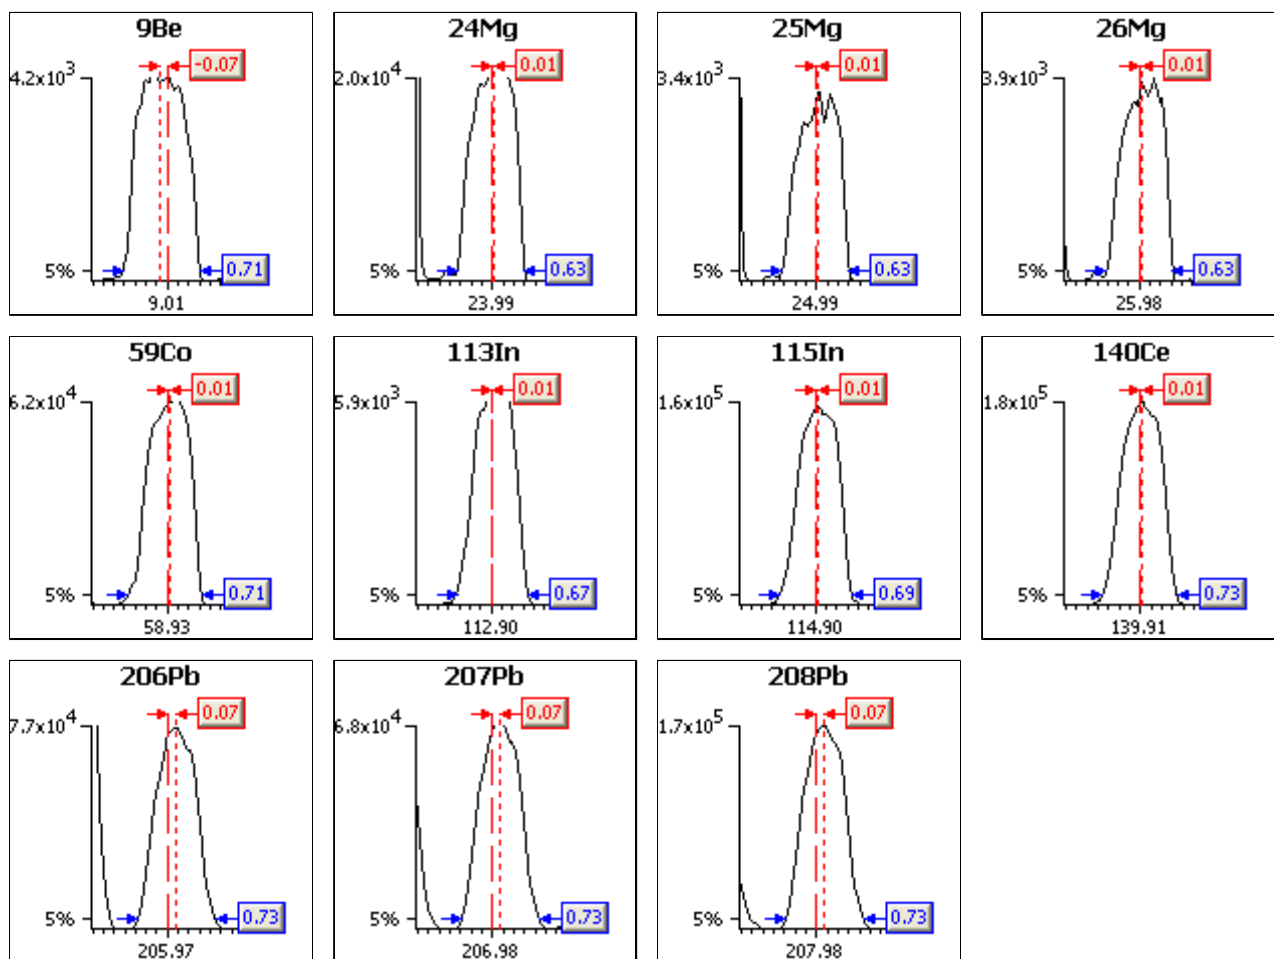 9Be
-0.07
4.2x10³
5%
0.71
9.01
24Mg
0.01
2.0x10⁴
5%
0.63
23.99
25Mg
0.01
3.4x10³
5%
0.63
24.99
26Mg
0.01
3.9x10³
5%
0.63
25.98
59Co
0.01
6.2x10⁴
5%
0.71
58.93
113In
0.01
5.9x10³
5%
0.67
112.90
115In
0.01
1.6x10⁵
5%
0.69
114.90
140Ce
0.01
1.8x10⁵
5%
0.73
139.91
206Pb
0.07
7.7x10⁴
5%
0.73
205.97
207Pb
0.07
6.8x10⁴
5%
0.73
206.98
208Pb
0.07
1.7x10⁵
5%
0.73
207.98